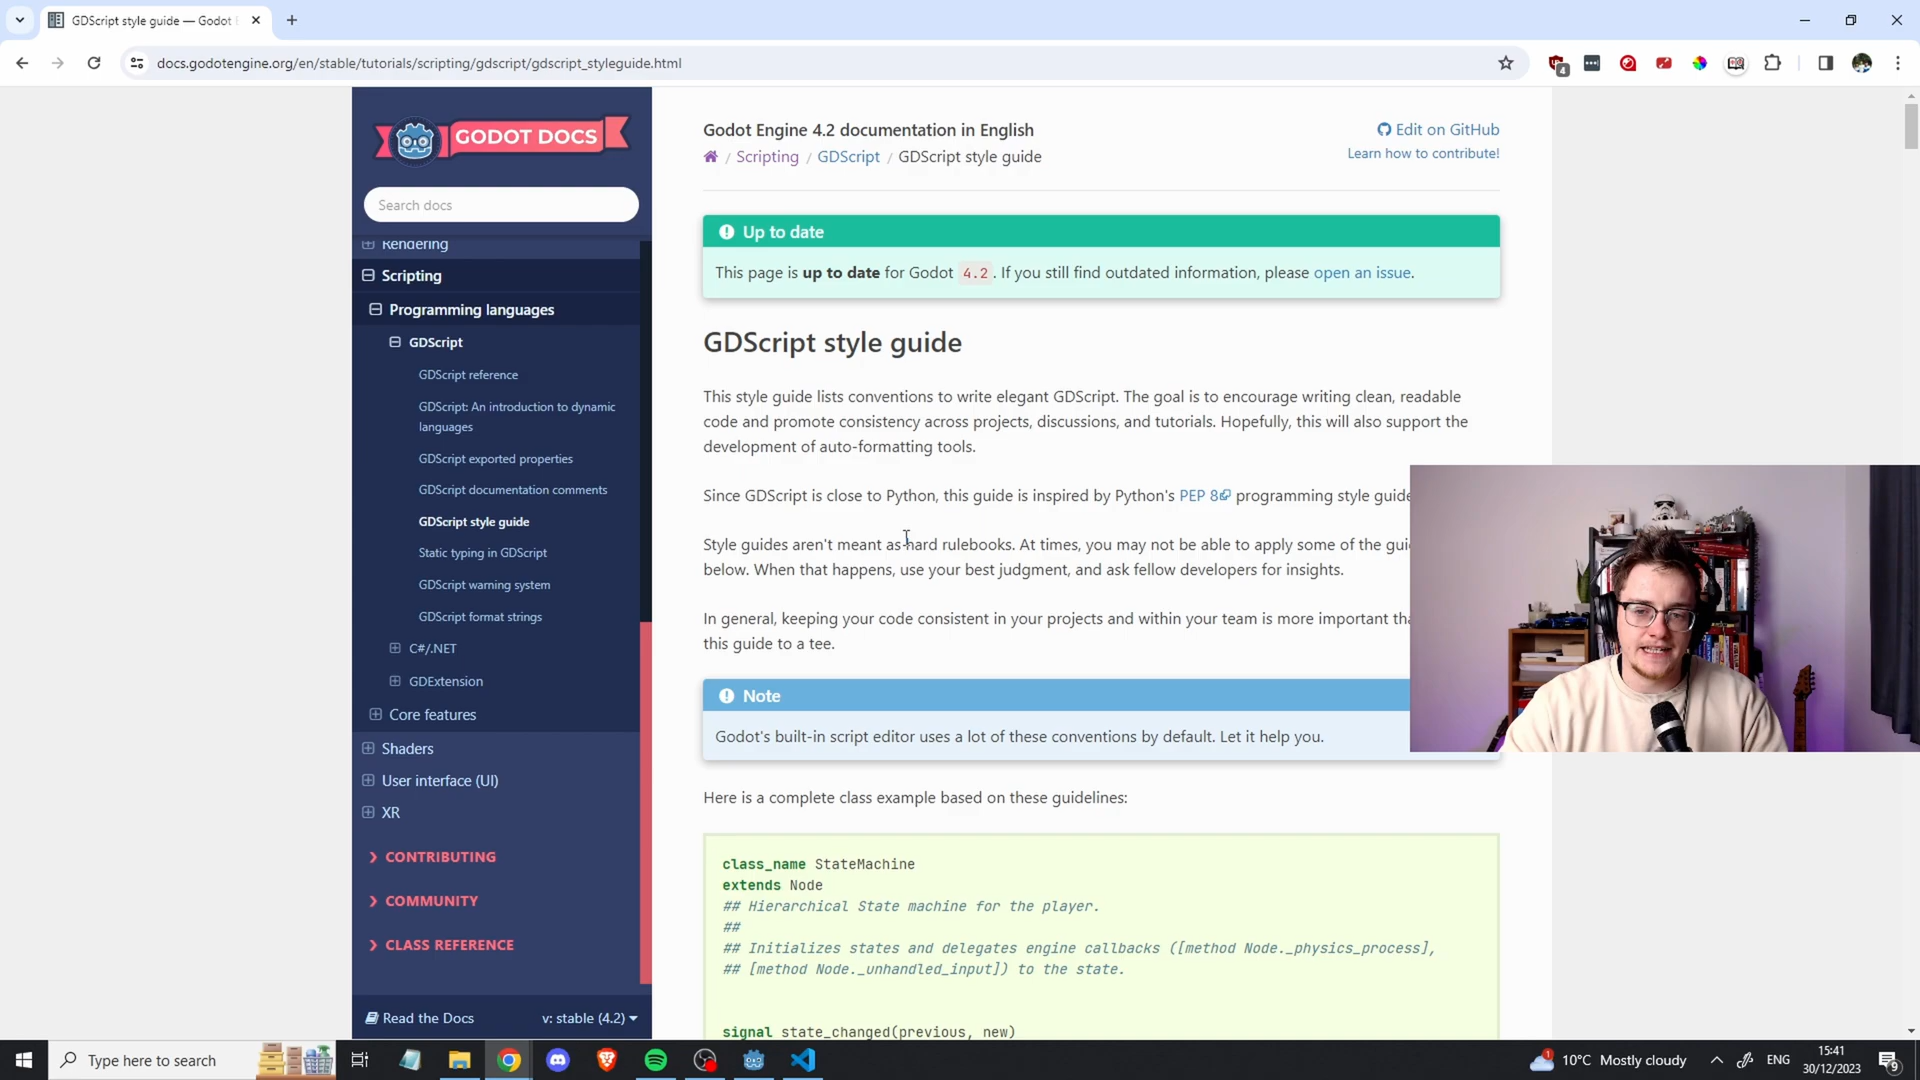 GDScript style guide — Godot
docs.godotengine.org/en/stable/tutorials/scripting/gdscript/gdscript_styleguide.html
4
GODOT DOCS
Search docs
Rendering
Scripting
Programming languages
GDScript
GDScript reference
GDScript: An introduction to dynamic
languages
GDScript exported properties
GDScript documentation comments
GDScript style guide
Static typing in GDScript
GDScript warning system
GDScript format strings
C#/.NET
GDExtension
Core features
Shaders
User interface (UI)
XR
CONTRIBUTING
COMMUNITY
CLASS REFERENCE
Read the Docs v: stable (4.2)
Godot Engine 4.2 documentation in English
Edit on GitHub
/ Scripting / GDScript / GDScript style guide
Learn how to contribute!
Up to date
This page is up to date for Godot 4.2. If you still find outdated information, please open an issue.
GDScript style guide
This style guide lists conventions to write elegant GDScript. The goal is to encourage writing clean, readable
code and promote consistency across projects, discussions, and tutorials. Hopefully, this will also support the
development of auto-formatting tools.
Since GDScript is close to Python, this guide is inspired by Python's PEP 8 programming style guide
Style guides aren't meant as hard rulebooks. At times, you may not be able to apply some of the
below. When that happens, use your best judgment, and ask fellow developers for insights.
In general, keeping your code consistent in your projects and within your team is more important
this guide to a tee.
Note
Godot's built-in script editor uses a lot of these conventions by default. Let it help you.
Here is a complete class example based on these guidelines:
class_name StateMachine
extends Node
## Hierarchical State machine for the player.
##
## Initializes states and delegates engine callbacks ([method Node._physics_process],
## [method Node._unhandled_input]) to the state.
signal state_changed(previous, new)
Type here to search
1
10°C Mostly cloudy
ENG
15:41
30/12/2023
9